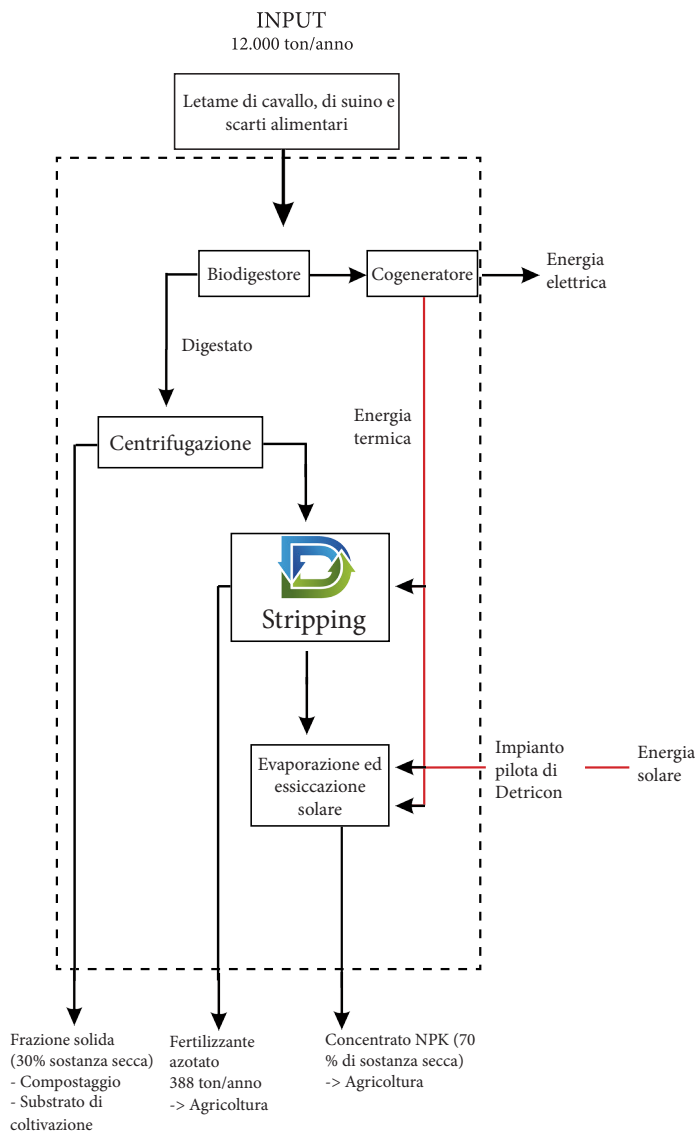 INPUT
12.000 ton/anno
Letame di cavallo, di suino e
scarti alimentari
Biodigestore
Cogeneratore
Energia
elettrica
Digestato
Energia
termica
Centrifugazione
Stripping
Evaporazione ed
essiccazione
solare
Impianto
pilota di
Detricon
Energia
solare
Frazione solida
(30% sostanza secca)
- Compostaggio
- Substrato di
coltivazione
Fertilizzante
azotato
388 ton/anno
-> Agricoltura
Concentrato NPK (70
% di sostanza secca)
-> Agricoltura